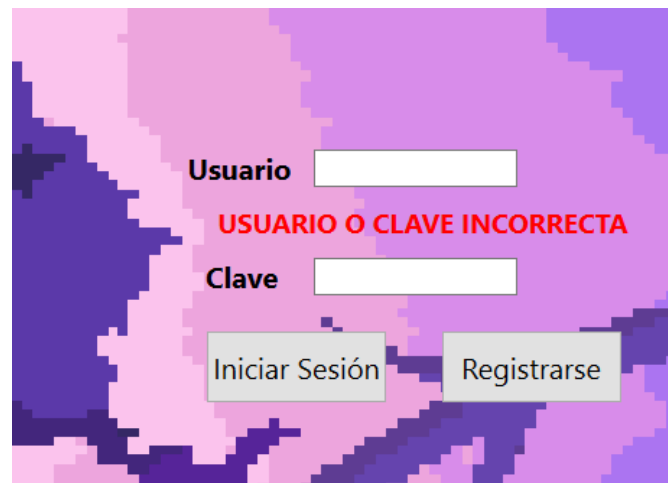 Usuario
USUARIO O CLAVE INCORRECTA
Clave
Iniciar Sesión
Registrarse